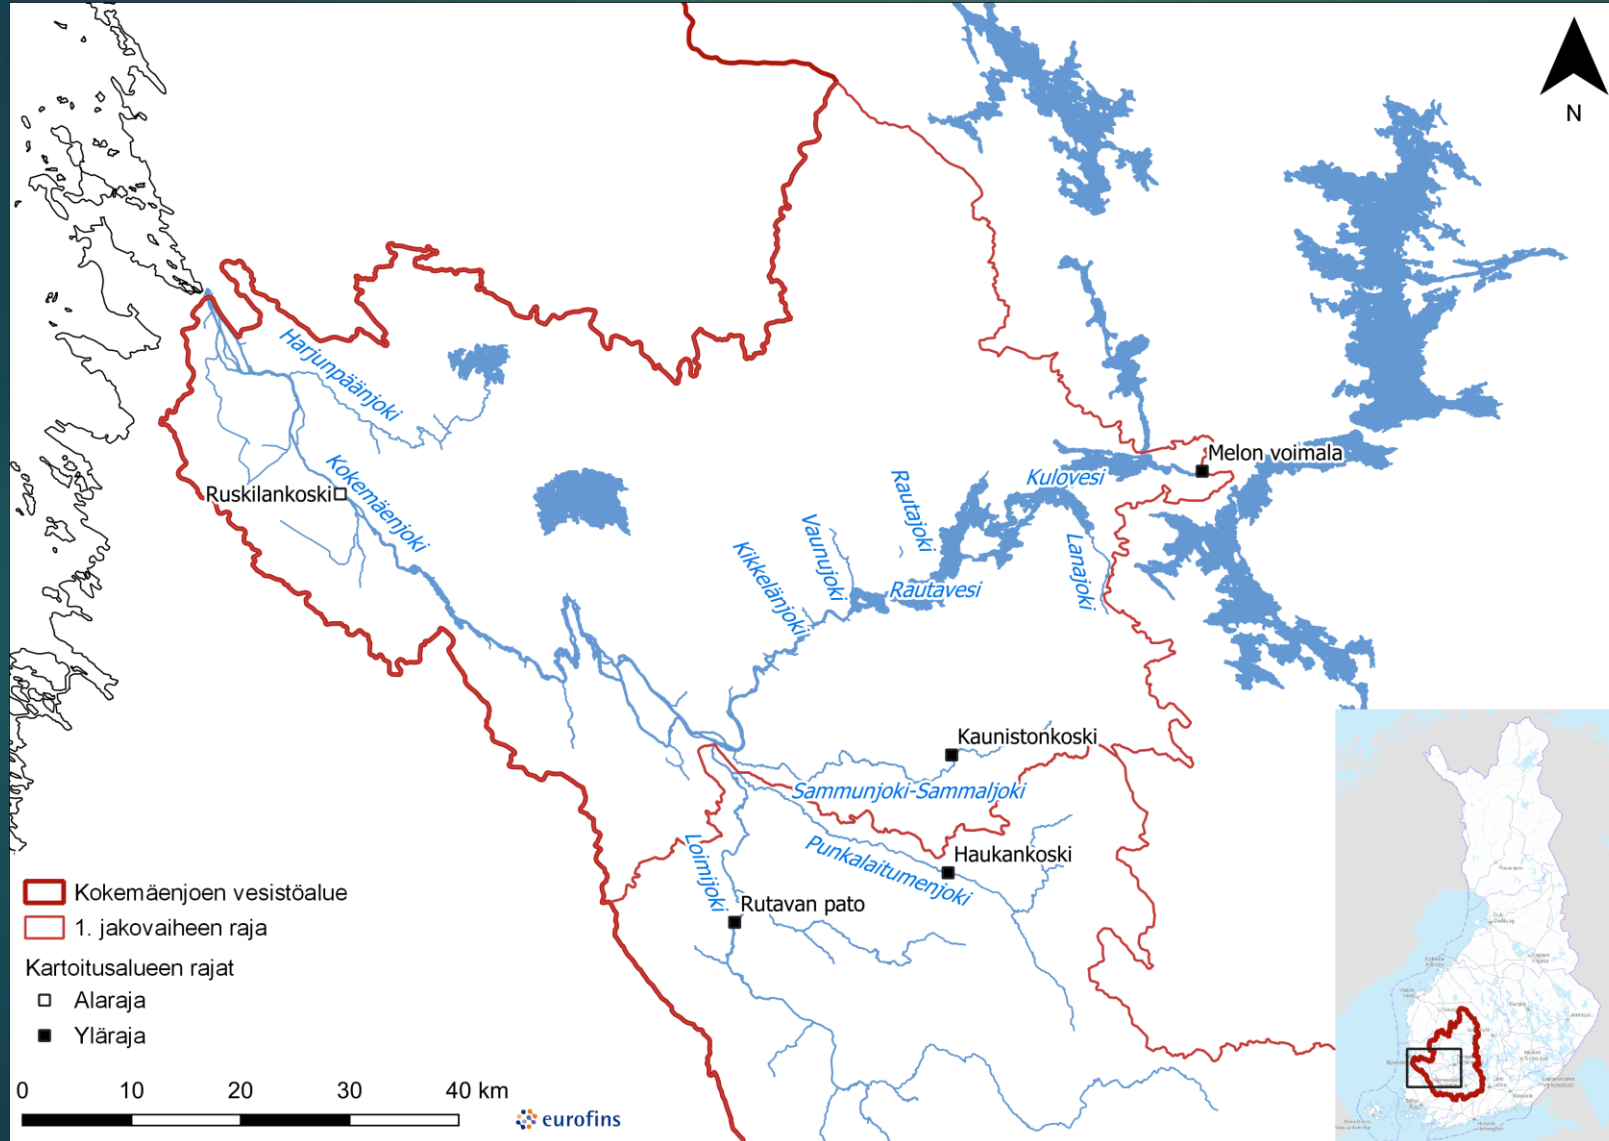 N
Harjunpäänjoki
Melon voimala
Kokemäenjoki
Kulovesi
Rautajoki
Ruskilankoski
Vaunujoki
Lanajoki
Kikkelänjoki
Rautavesi
Kaunistonkoski
Sammunjoki-Sammaljoki
Loimijoki
Punkalaitumenjoki
Haukankoski
Rutavan pato
Kokemäenjoen vesistöalue
1. jakovaiheen raja
Kartoitusalueen rajat
Alaraja
Yläraja
0 10 20 30 40 km
eurofins